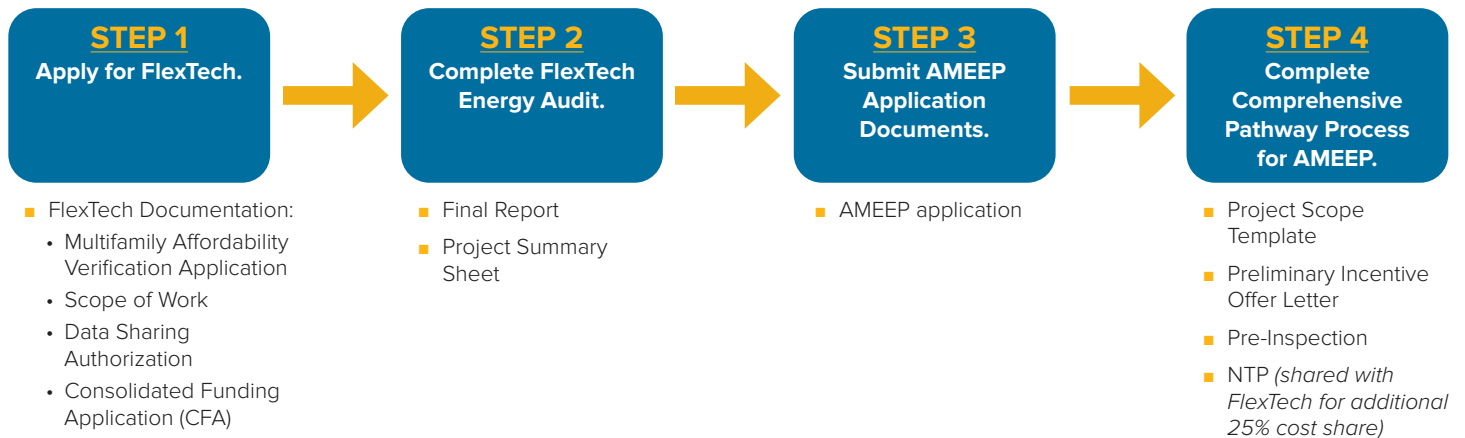 STEP 1
Apply for FlexTech.
■ FlexTech Documentation:
• Multifamily Affordability
Verification Application
• Scope of Work
• Data Sharing
Authorization
• Consolidated Funding
Application (CFA)
STEP 2
Complete FlexTech
Energy Audit.
■ Final Report
■ Project Summary
Sheet
STEP 3
Submit AMEEP
Application
Documents.
■ AMEEP application
STEP 4
Complete
Comprehensive
Pathway Process
for AMEEP.
■ Project Scope
Template
■ Preliminary Incentive
Offer Letter
■ Pre-Inspection
■ NTP (shared with
FlexTech for additional
25% cost share)